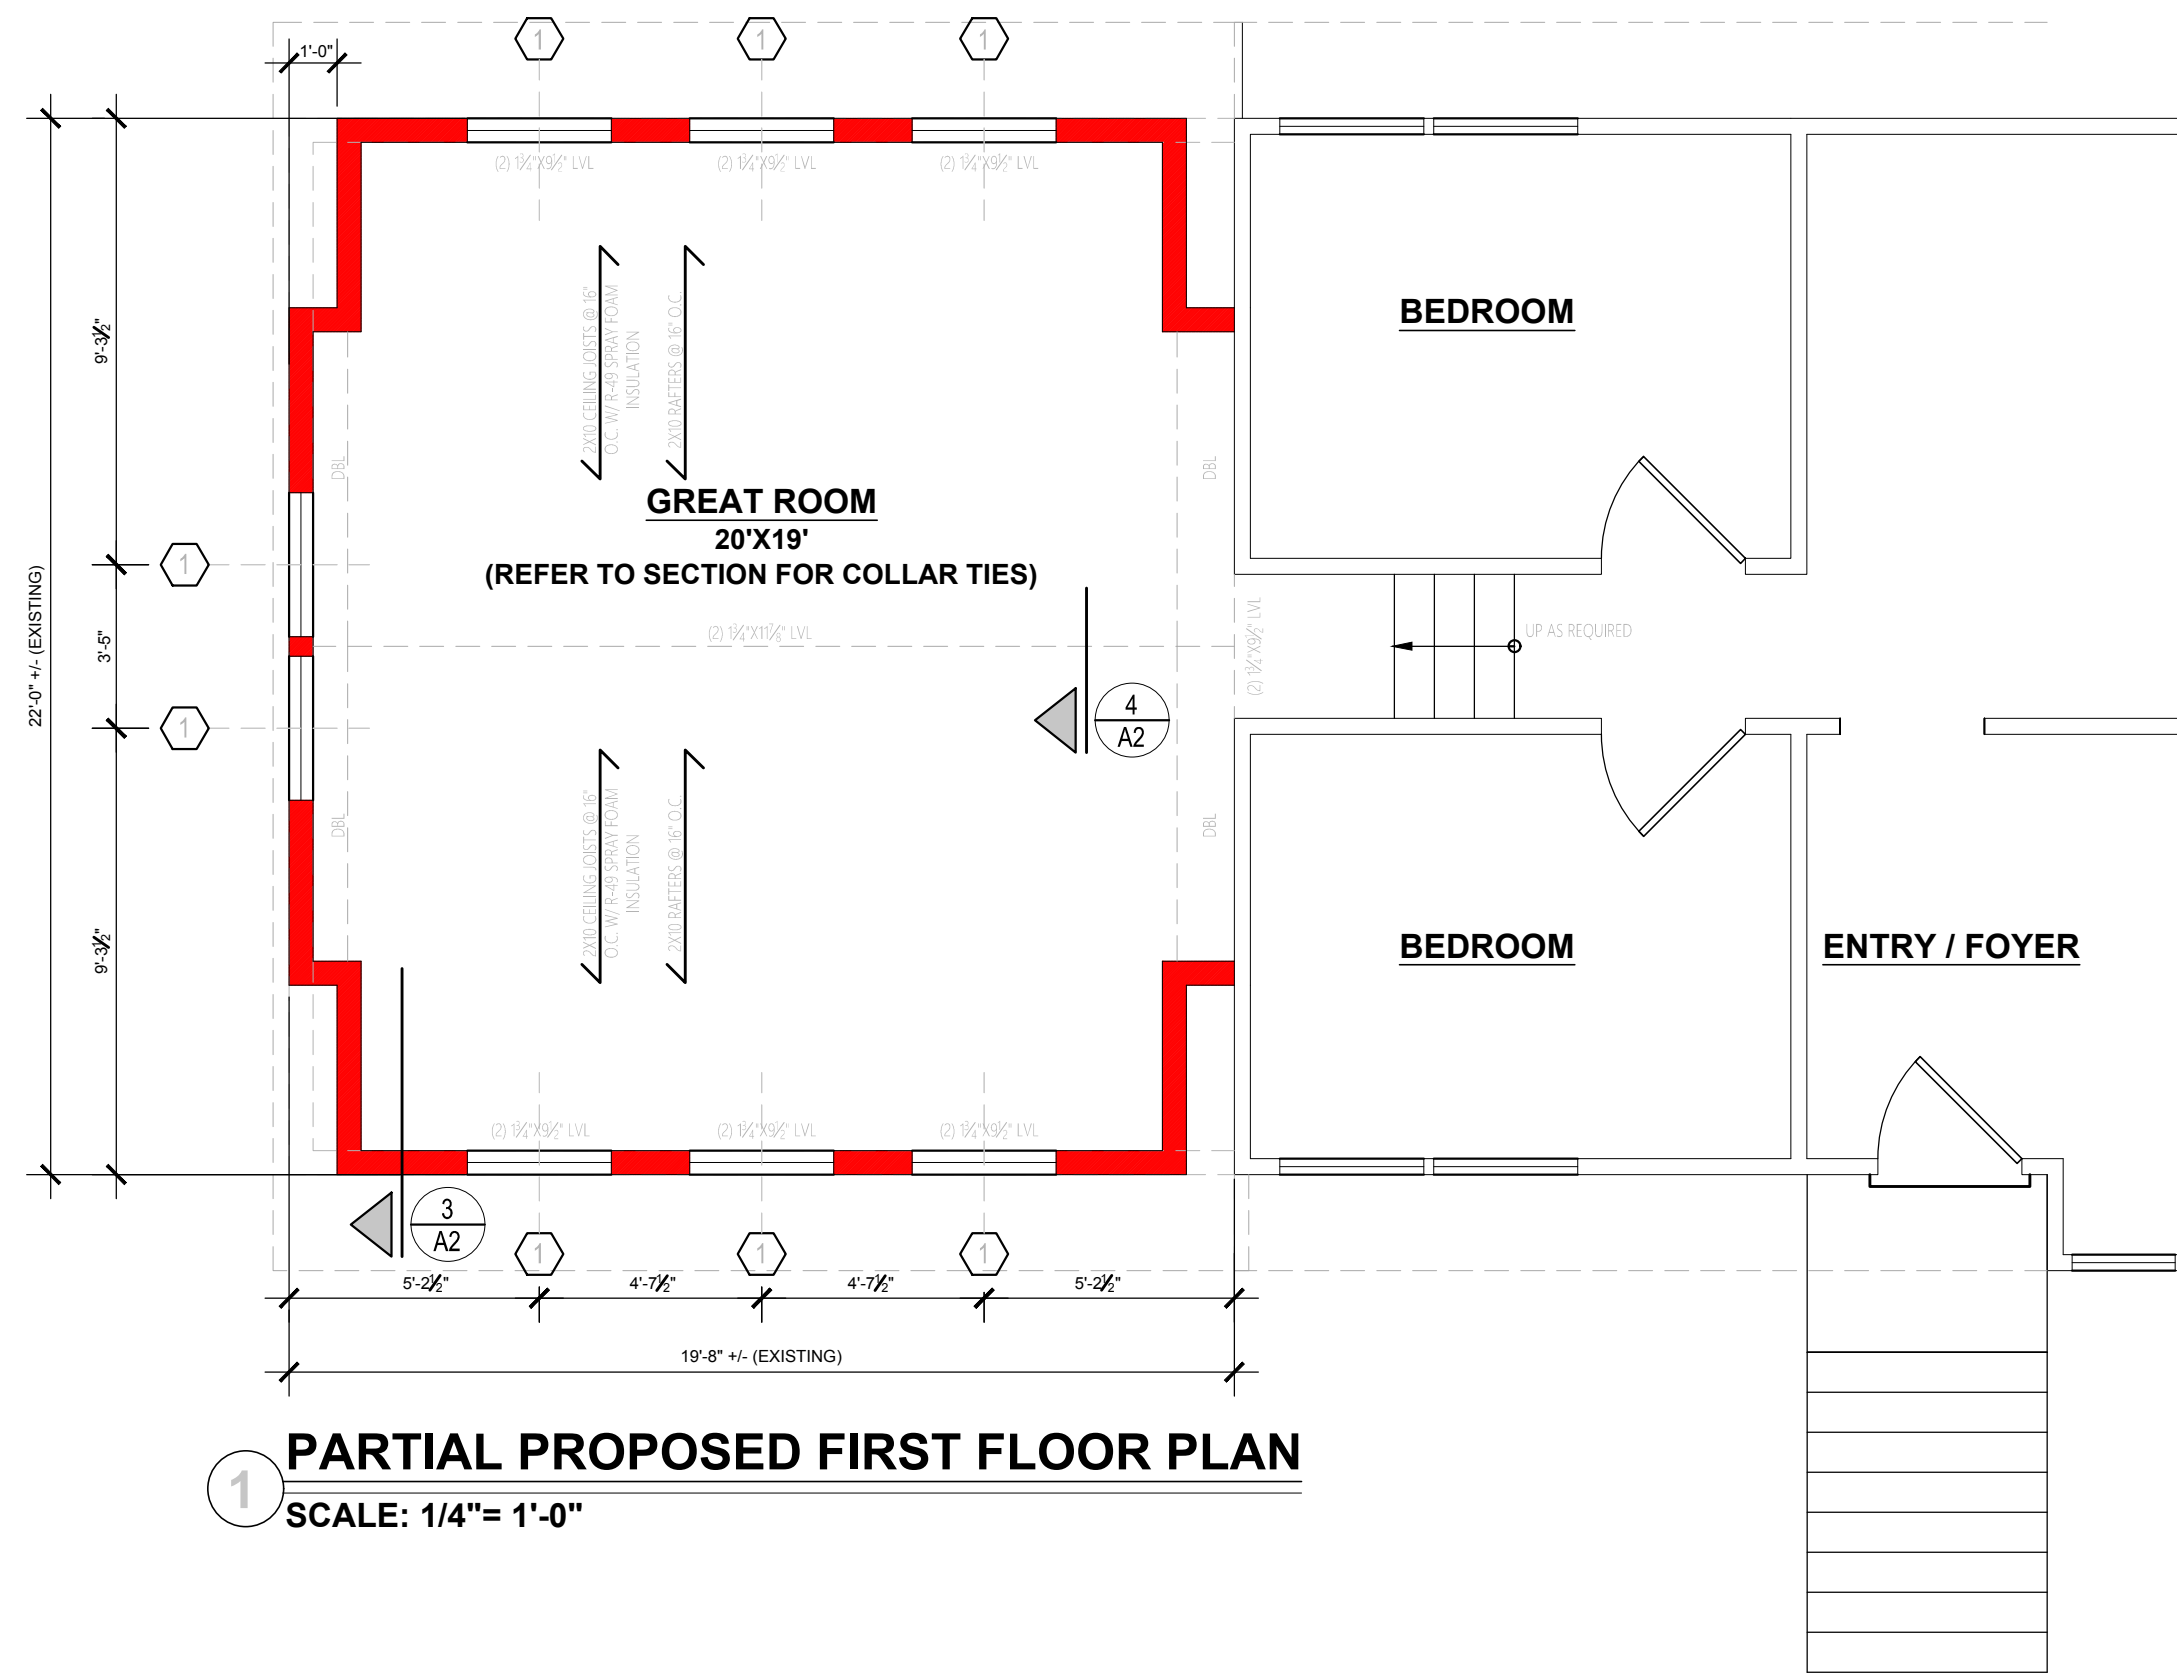 1
1
1
1'-0"
(2) 1¾"X9½" LVL
(2) 1¾"X9½" LVL
(2) 1¾"X9½" LVL
2X10 CEILING JOISTS @ 16"
O.C. W/ R-49 SPRAY FOAM
INSULATION
2X10 RAFTERS @ 16" O.C.
BEDROOM
9'-3½"
DBL
DBL
GREAT ROOM
20'X19'
(REFER TO SECTION FOR COLLAR TIES)
1
22'-0" +/- (EXISTING)
3'-5"
(2) 1¾"X11⅞" LVL
(2) 1¾"X9½" LVL
UP AS REQUIRED
1
4
A2
2X10 CEILING JOISTS @ 16"
O.C. W/ R-49 SPRAY FOAM
INSULATION
2X10 RAFTERS @ 16" O.C.
DBL
DBL
9'-3½"
BEDROOM
ENTRY / FOYER
(2) 1¾"X9½" LVL
(2) 1¾"X9½" LVL
(2) 1¾"X9½" LVL
3
A2
1
1
1
5'-2½"
4'-7½"
4'-7½"
5'-2½"
19'-8" +/- (EXISTING)
1
PARTIAL PROPOSED FIRST FLOOR PLAN
SCALE: 1/4"= 1'-0"